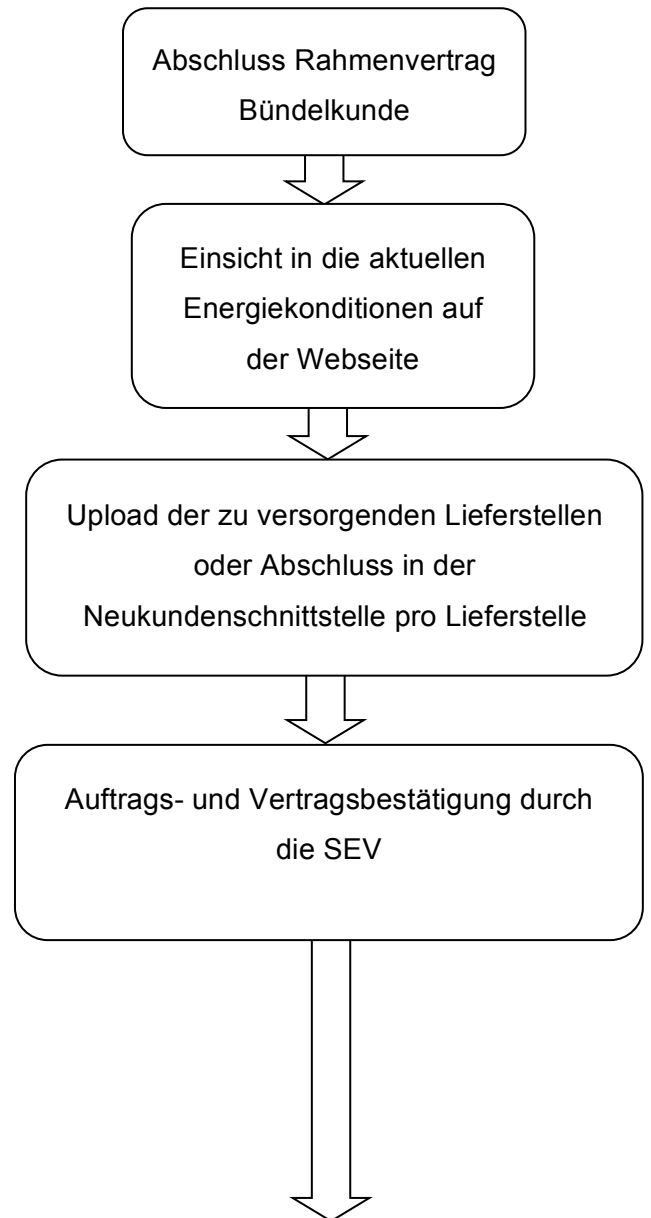 Abschluss Rahmenvertrag
Bündelkunde
Einsicht in die aktuellen
Energiekonditionen auf
der Webseite
Upload der zu versorgenden Lieferstellen
oder Abschluss in der
Neukundenschnittstelle pro Lieferstelle
Auftrags- und Vertragsbestätigung durch
die SEV